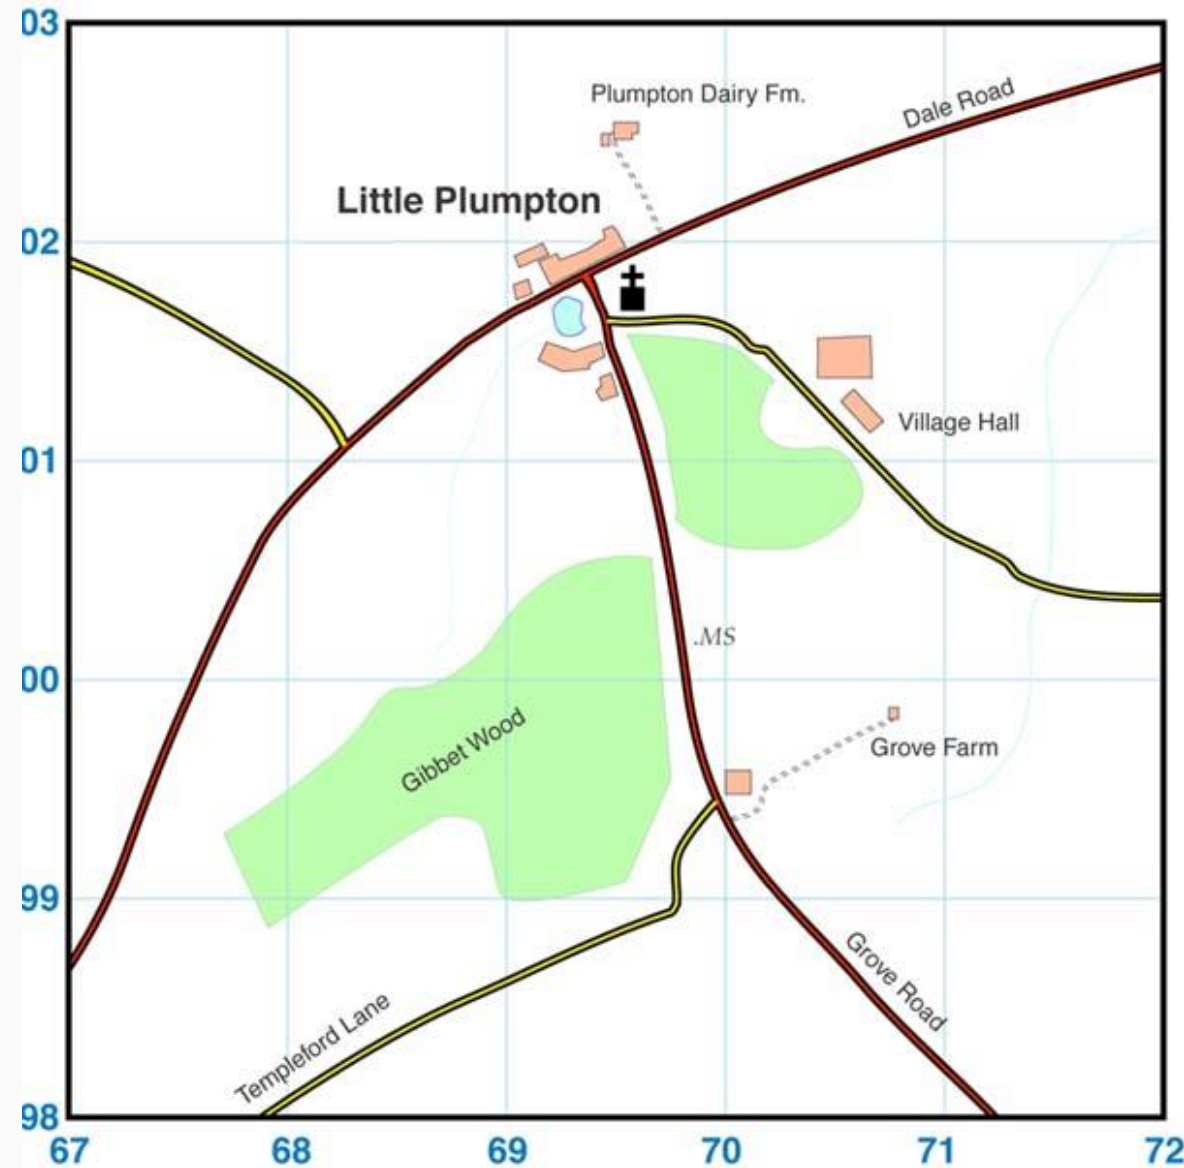 03
Plumpton Dairy Fm.
Dale Road
Little Plumpton
02
Village Hall
01
.MS
00
Gibbet Wood
Grove Farm
99
Grove Road
Templeford Lane
98
67 68 69 70 71 72